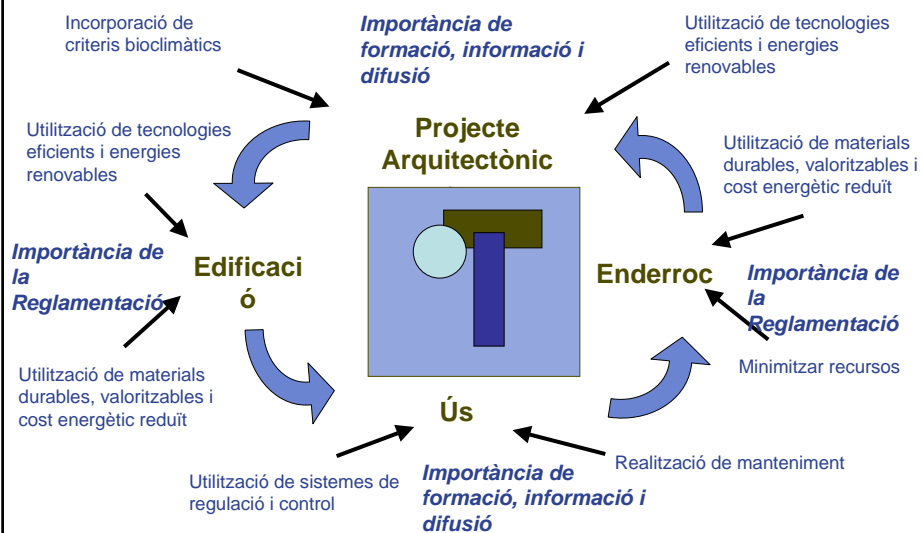 Incorporació de
criteris bioclimàtics
Importància de
formació, informació i
difusió
Utilització de tecnologies
eficients i energies
renovables
Utilització de tecnologies
eficients i energies
renovables
Projecte
Arquitectònic
Utilització de materials
durables, valoritzables i
cost energètic reduït
Importància de
la
Reglamentació
Edificaci
ó
Enderroc
Importància de
la
Reglamentació
Utilització de materials
durables, valoritzables i
cost energètic reduït
Minimitzar recursos
Ús
Utilització de sistemes de
regulació i control
Importància de
formació, informació i
difusió
Realització de manteniment